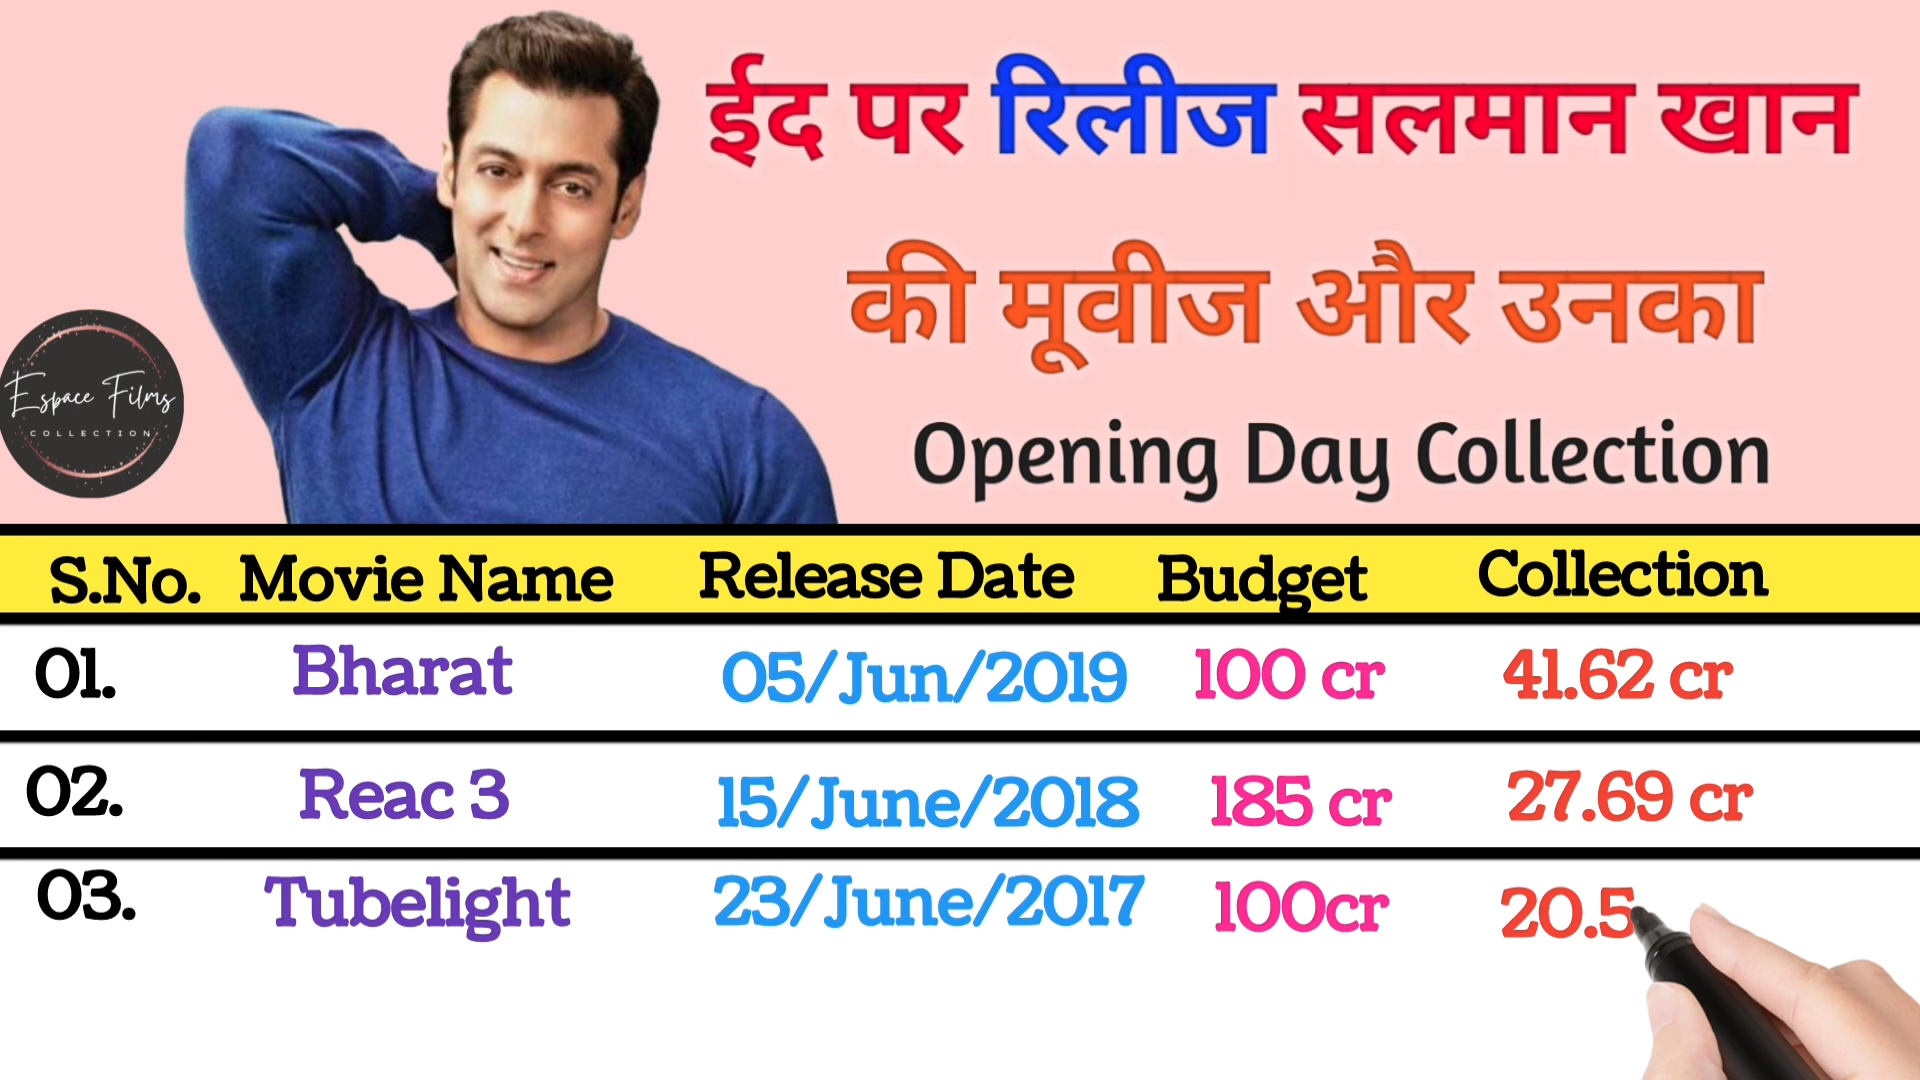 ईद पर रिलीज सलमान खान
की मूवीज और उनका
Opening Day Collection
Espace Films
COLLECTION
S.No. Movie Name Release Date Budget Collection
01. Bharat 05/Jun/2019 100 cr 41.62 cr
02. Reac 3 15/June/2018 185 cr 27.69 cr
03. Tubelight 23/June/2017 100cr 20.5